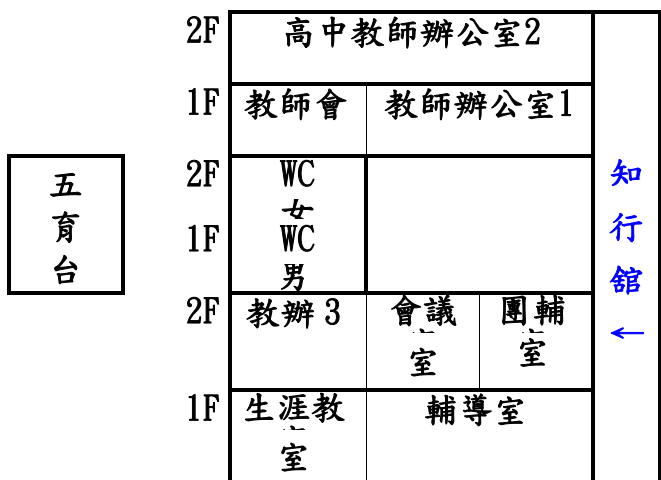 2F 高中教師辦公室2
1F 教師會 教師辦公室1
五育台
2F WC 女
1F WC 男
知行館←
2F 教辦3 會議室 團輔室
1F 生涯教室 輔導室